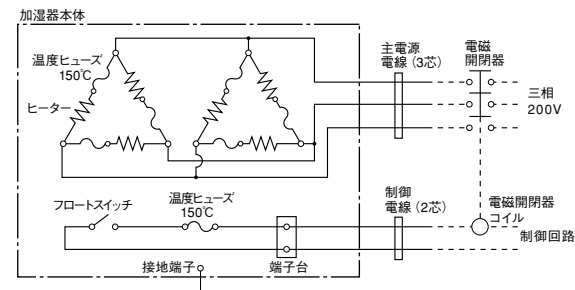 加湿器本体
温度ヒューズ
150℃
ヒーター
主電源
電線（3芯）
電磁
開閉器
三相
200V
フロートスイッチ
温度ヒューズ
150℃
制御
電線（2芯）
電磁開閉器
コイル
制御回路
接地端子
端子台